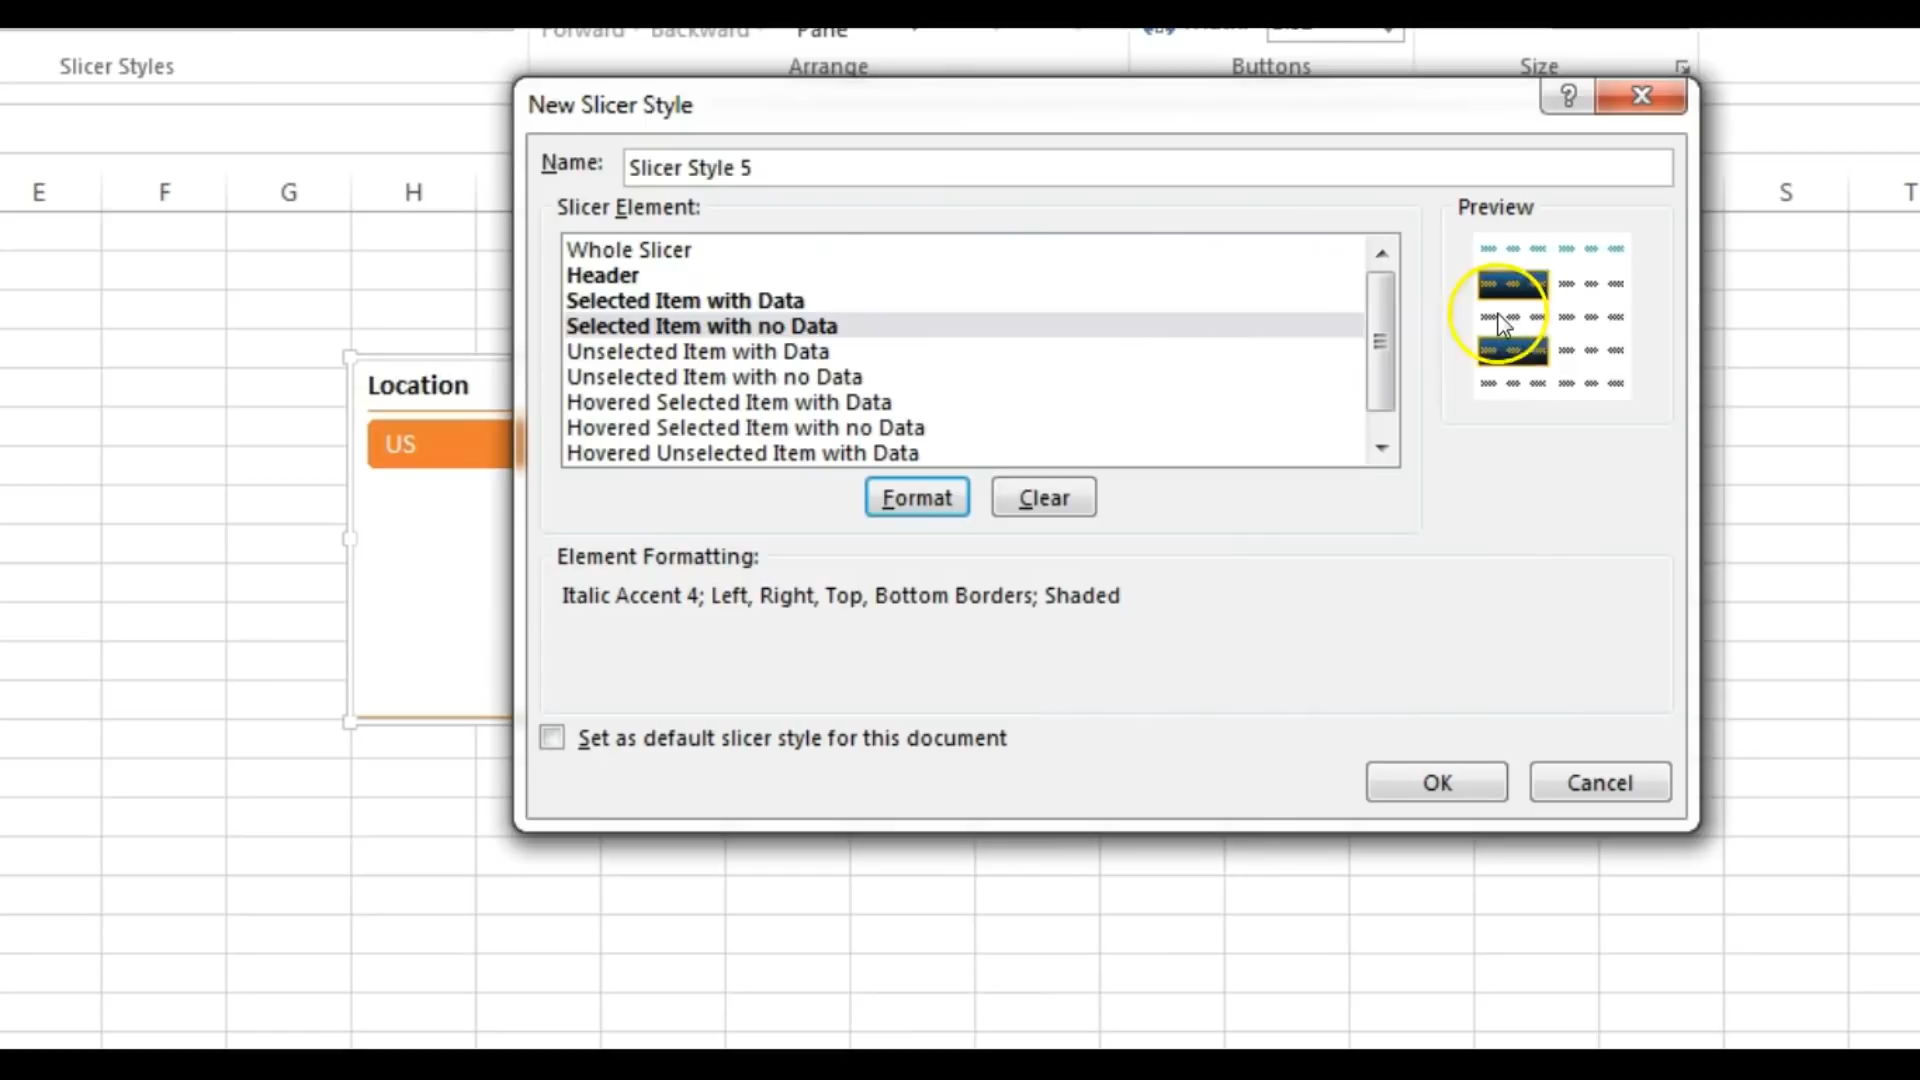 Forward Backward Pane
Slicer Styles Arrange Buttons Size
New Slicer Style
Name: Slicer Style 5
E F G H S T
Slicer Element: Preview
Whole Slicer
Header
Selected Item with Data
Selected Item with no Data
Unselected Item with Data
Unselected Item with no Data
Hovered Selected Item with Data
Hovered Selected Item with no Data
Hovered Unselected Item with Data
Location
US
Format Clear
Element Formatting:
Italic Accent 4; Left, Right, Top, Bottom Borders; Shaded
Set as default slicer style for this document
OK Cancel